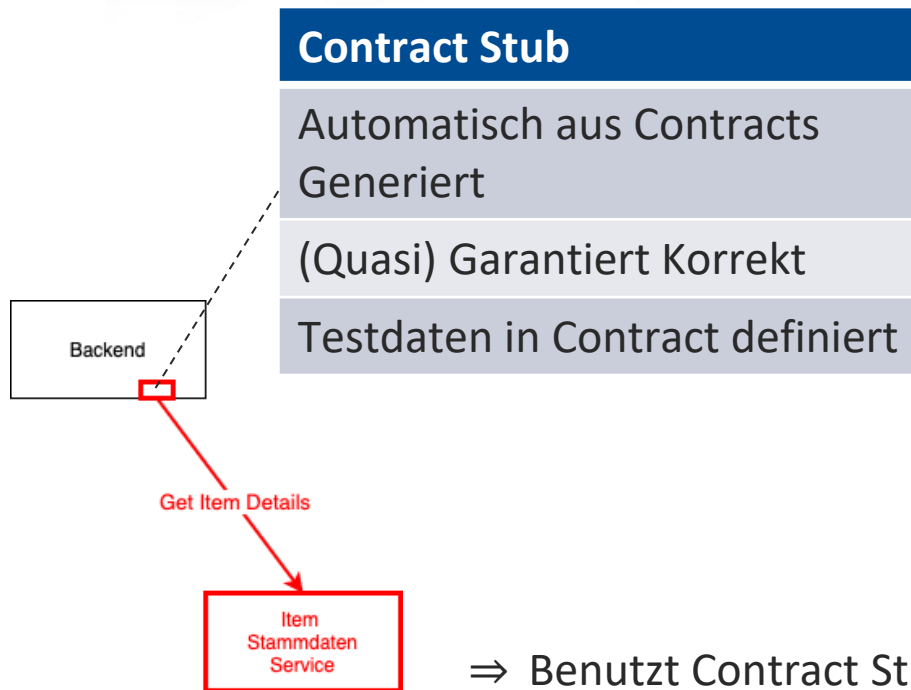 Contract Stub
Automatisch aus Contracts
Generiert
(Quasi) Garantiert Korrekt
Testdaten in Contract definiert
Backend
Get Item Details
Item
Stammdaten
Service
⇒ Benutzt Contract St